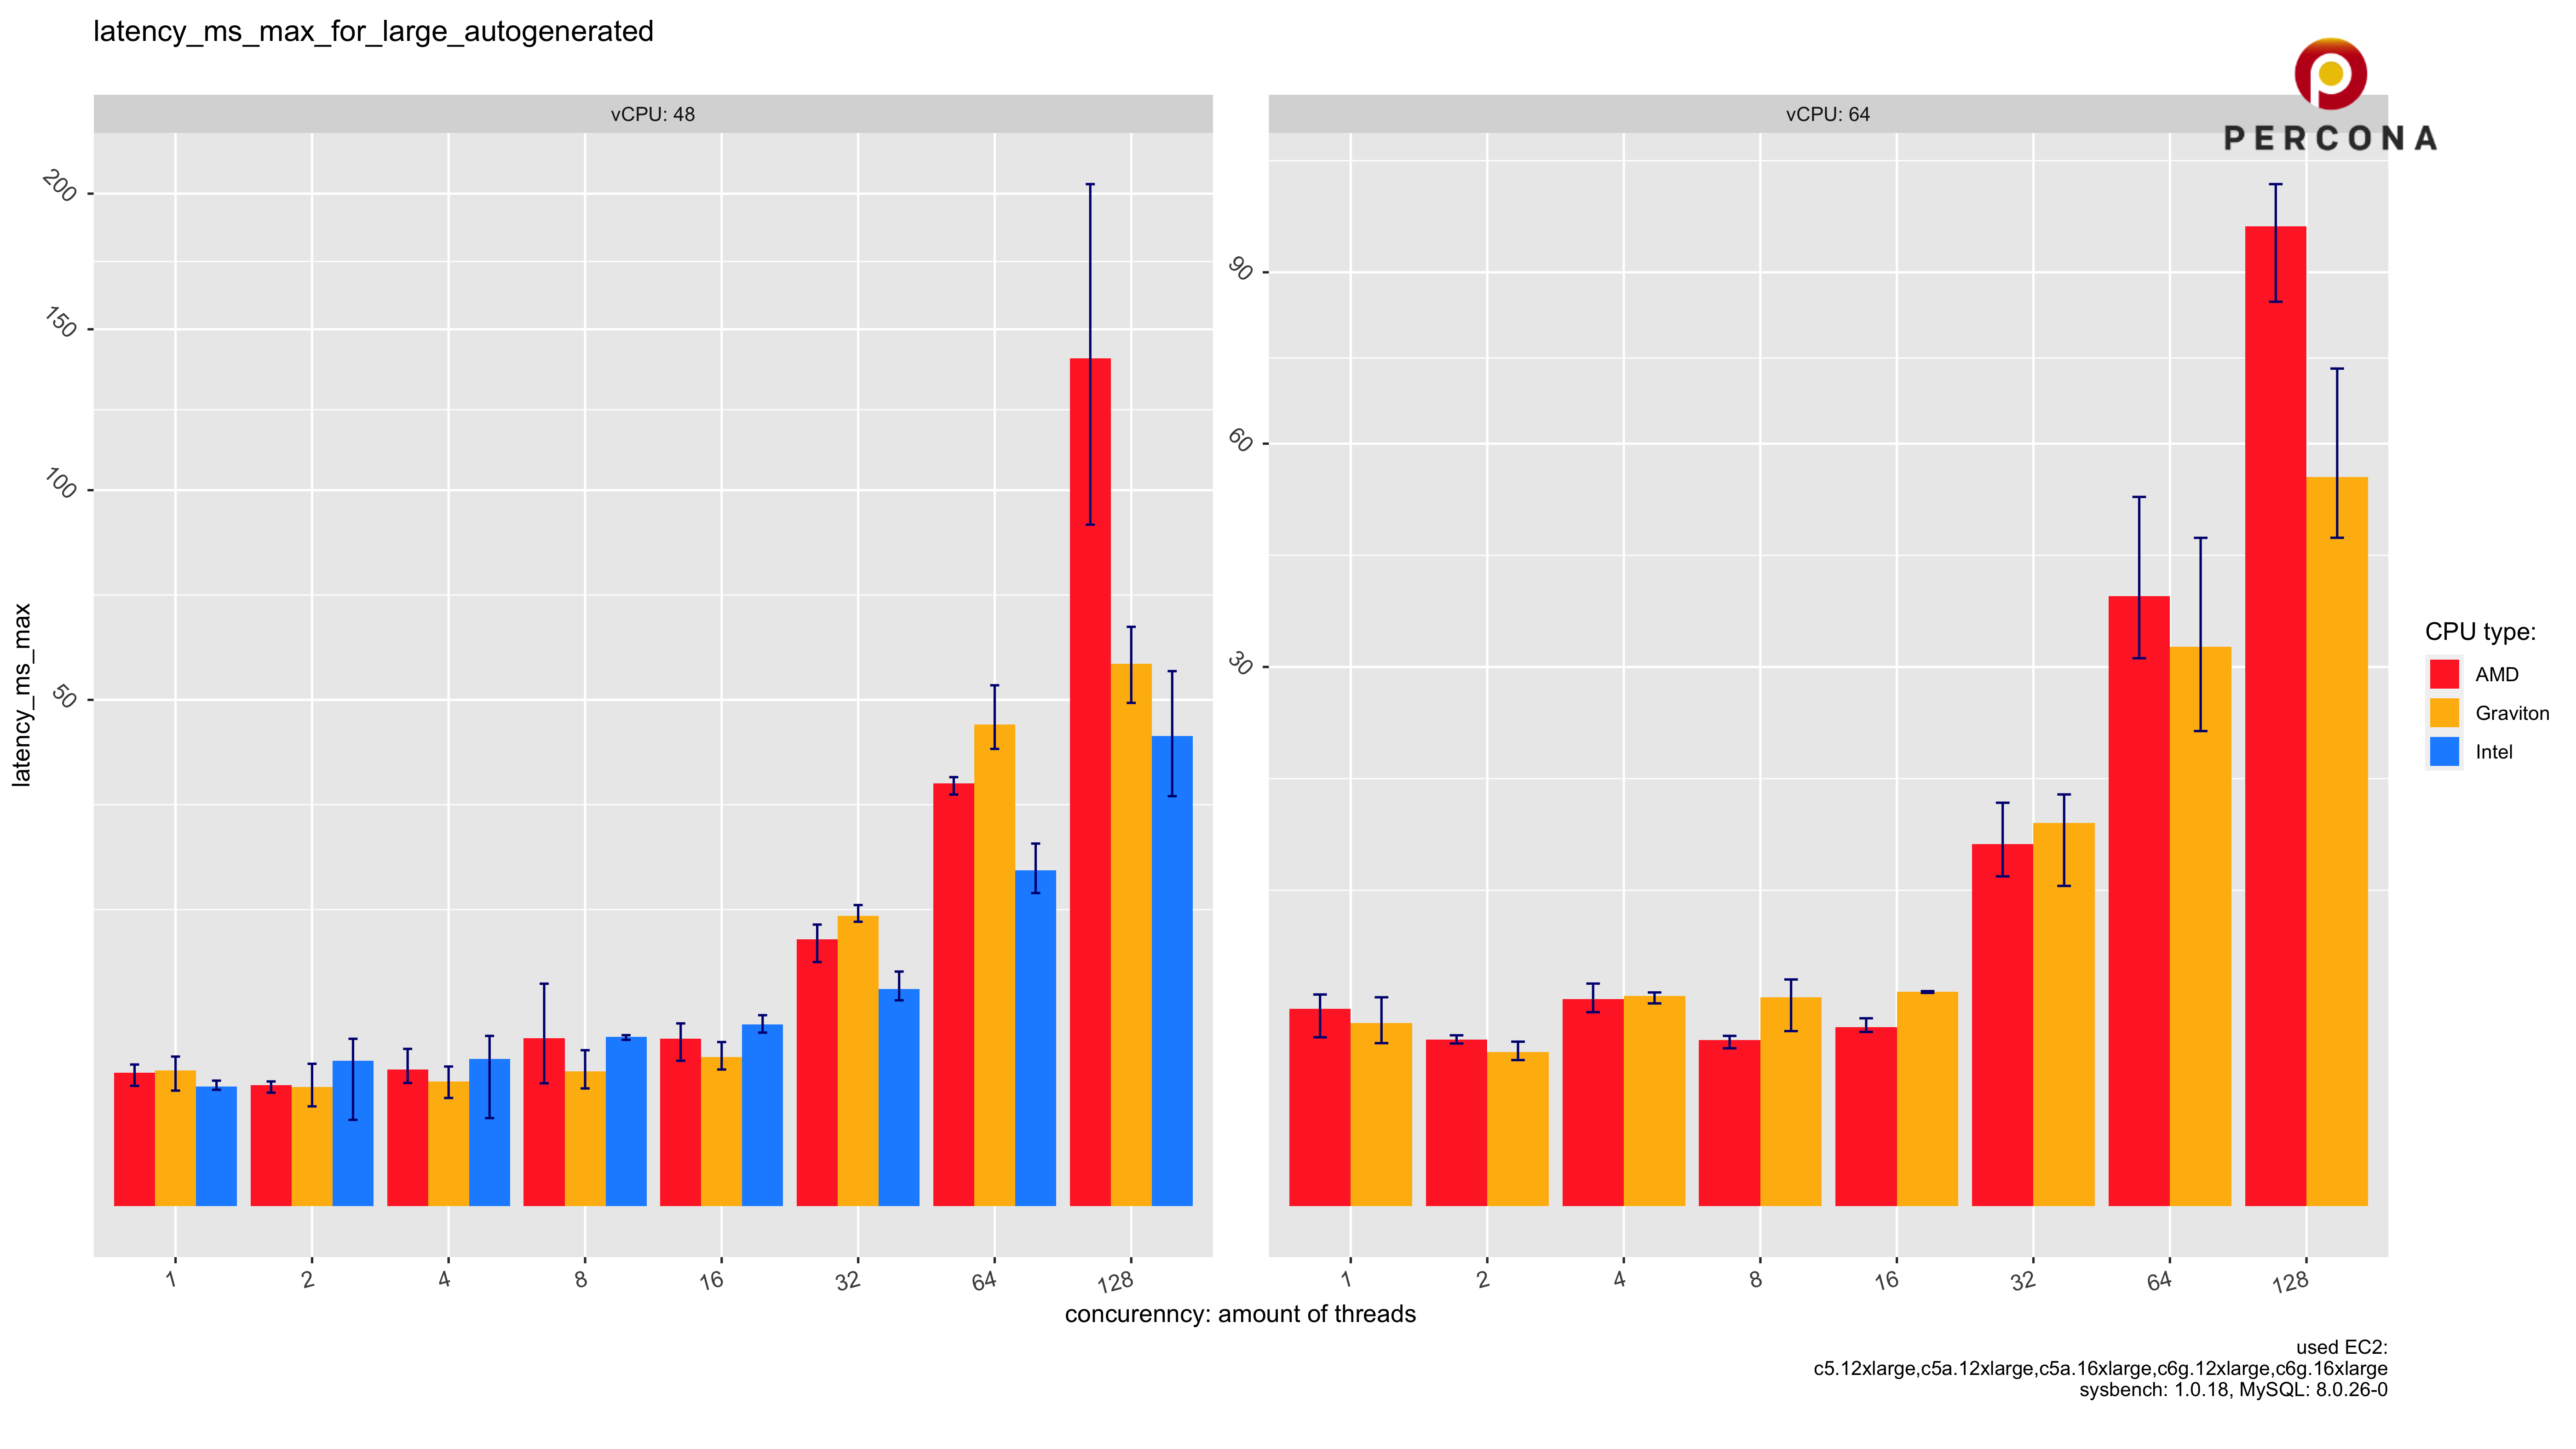 latency_ms_max_for_large_autogenerated
PERCONA
vCPU: 48
vCPU: 64
latency_ms_max
200
150
100
50
90
60
30
1 2 4 8 16 32 64 128
1 2 4 8 16 32 64 128
concurenncy: amount of threads
CPU type:
AMD
Graviton
Intel
used EC2:
c5.12xlarge,c5a.12xlarge,c5a.16xlarge,c6g.12xlarge,c6g.16xlarge
sysbench: 1.0.18, MySQL: 8.0.26-0